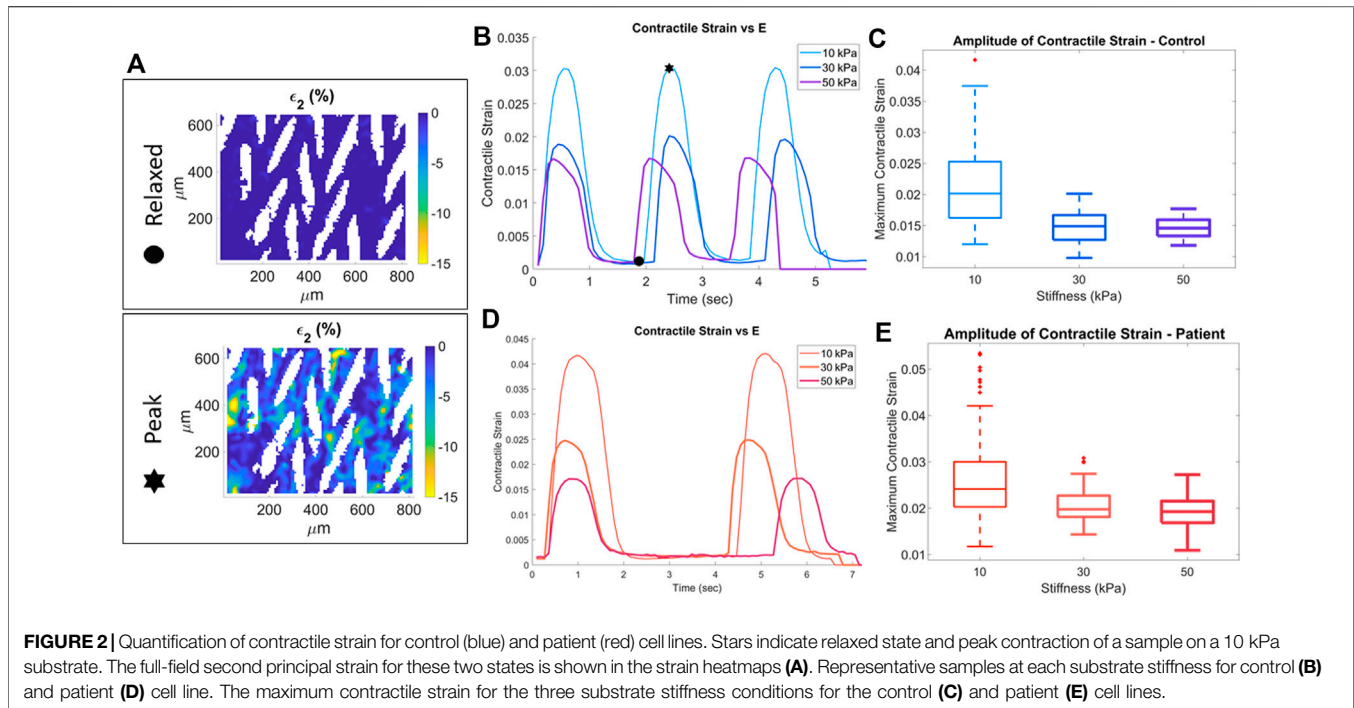 A
ϵ2 (%)
Relaxed
μm
600
400
200
200 400 600 800
μm
0
-5
-10
-15
ϵ2 (%)
Peak
μm
600
400
200
200 400 600 800
μm
0
-5
-10
-15
B
Contractile Strain vs E
10 kPa
30 kPa
50 kPa
Contractile Strain
0.035
0.03
0.025
0.02
0.015
0.01
0.005
0
0 1 2 3 4 5
Time (sec)
C
Amplitude of Contractile Strain - Control
Maximum Contractile Strain
0.04
0.035
0.03
0.025
0.02
0.015
0.01
10 30 50
Stiffness (kPa)
D
Contractile Strain vs E
10 kPa
30 kPa
50 kPa
Contractile Strain
0.045
0.04
0.035
0.03
0.025
0.02
0.015
0.01
0.005
0
0 1 2 3 4 5 6 7
Time (sec)
E
Amplitude of Contractile Strain - Patient
Maximum Contractile Strain
0.05
0.04
0.03
0.02
0.01
10 30 50
Stiffness (kPa)
FIGURE 2 | Quantification of contractile strain for control (blue) and patient (red) cell lines. Stars indicate relaxed state and peak contraction of a sample on a 10 kPa
substrate. The full-field second principal strain for these two states is shown in the strain heatmaps (A). Representative samples at each substrate stiffness for control (B)
and patient (D) cell line. The maximum contractile strain for the three substrate stiffness conditions for the control (C) and patient (E) cell lines.